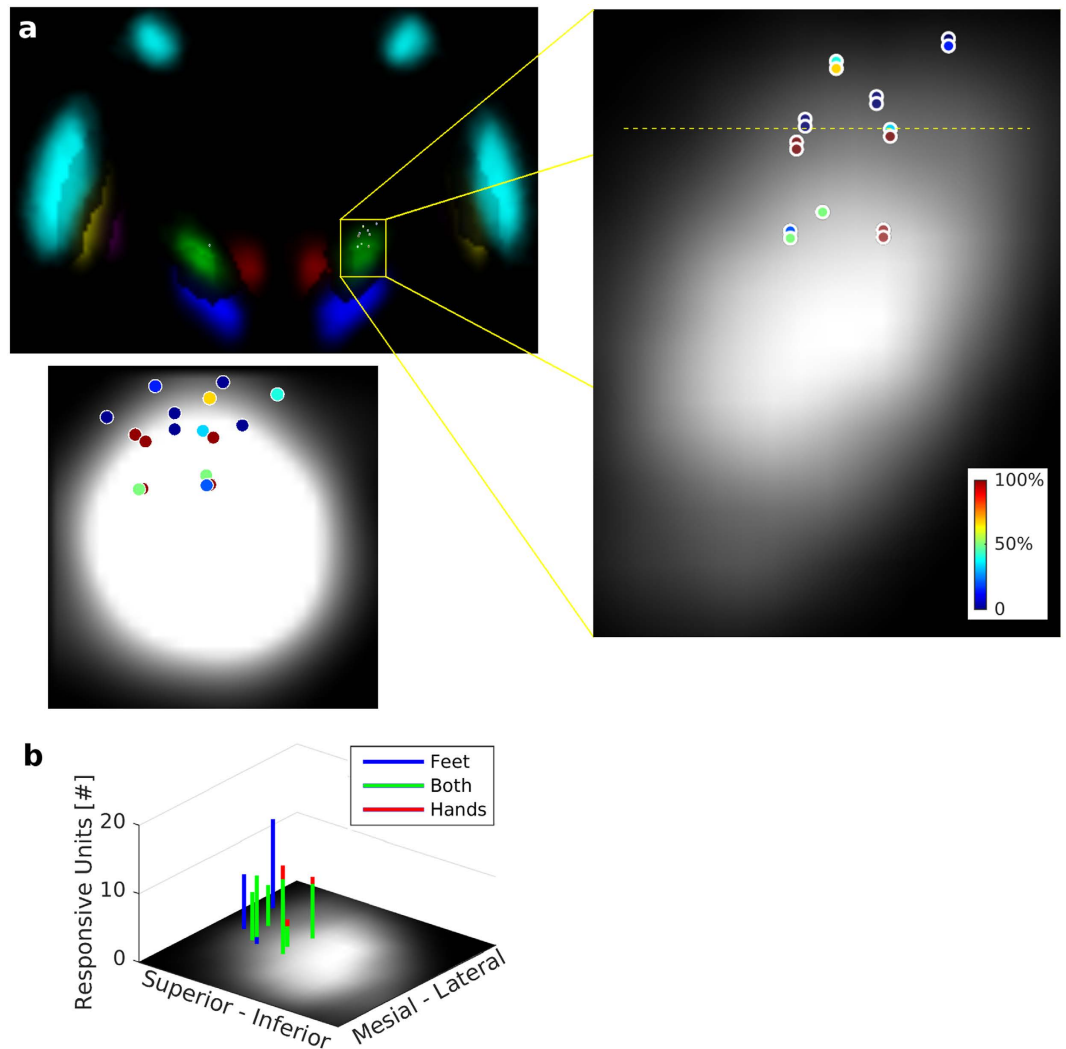 a
100%
50%
0
b
Feet
Both
Hands
Responsive Units [#]
20
10
0
Superior - Inferior
Mesial - Lateral